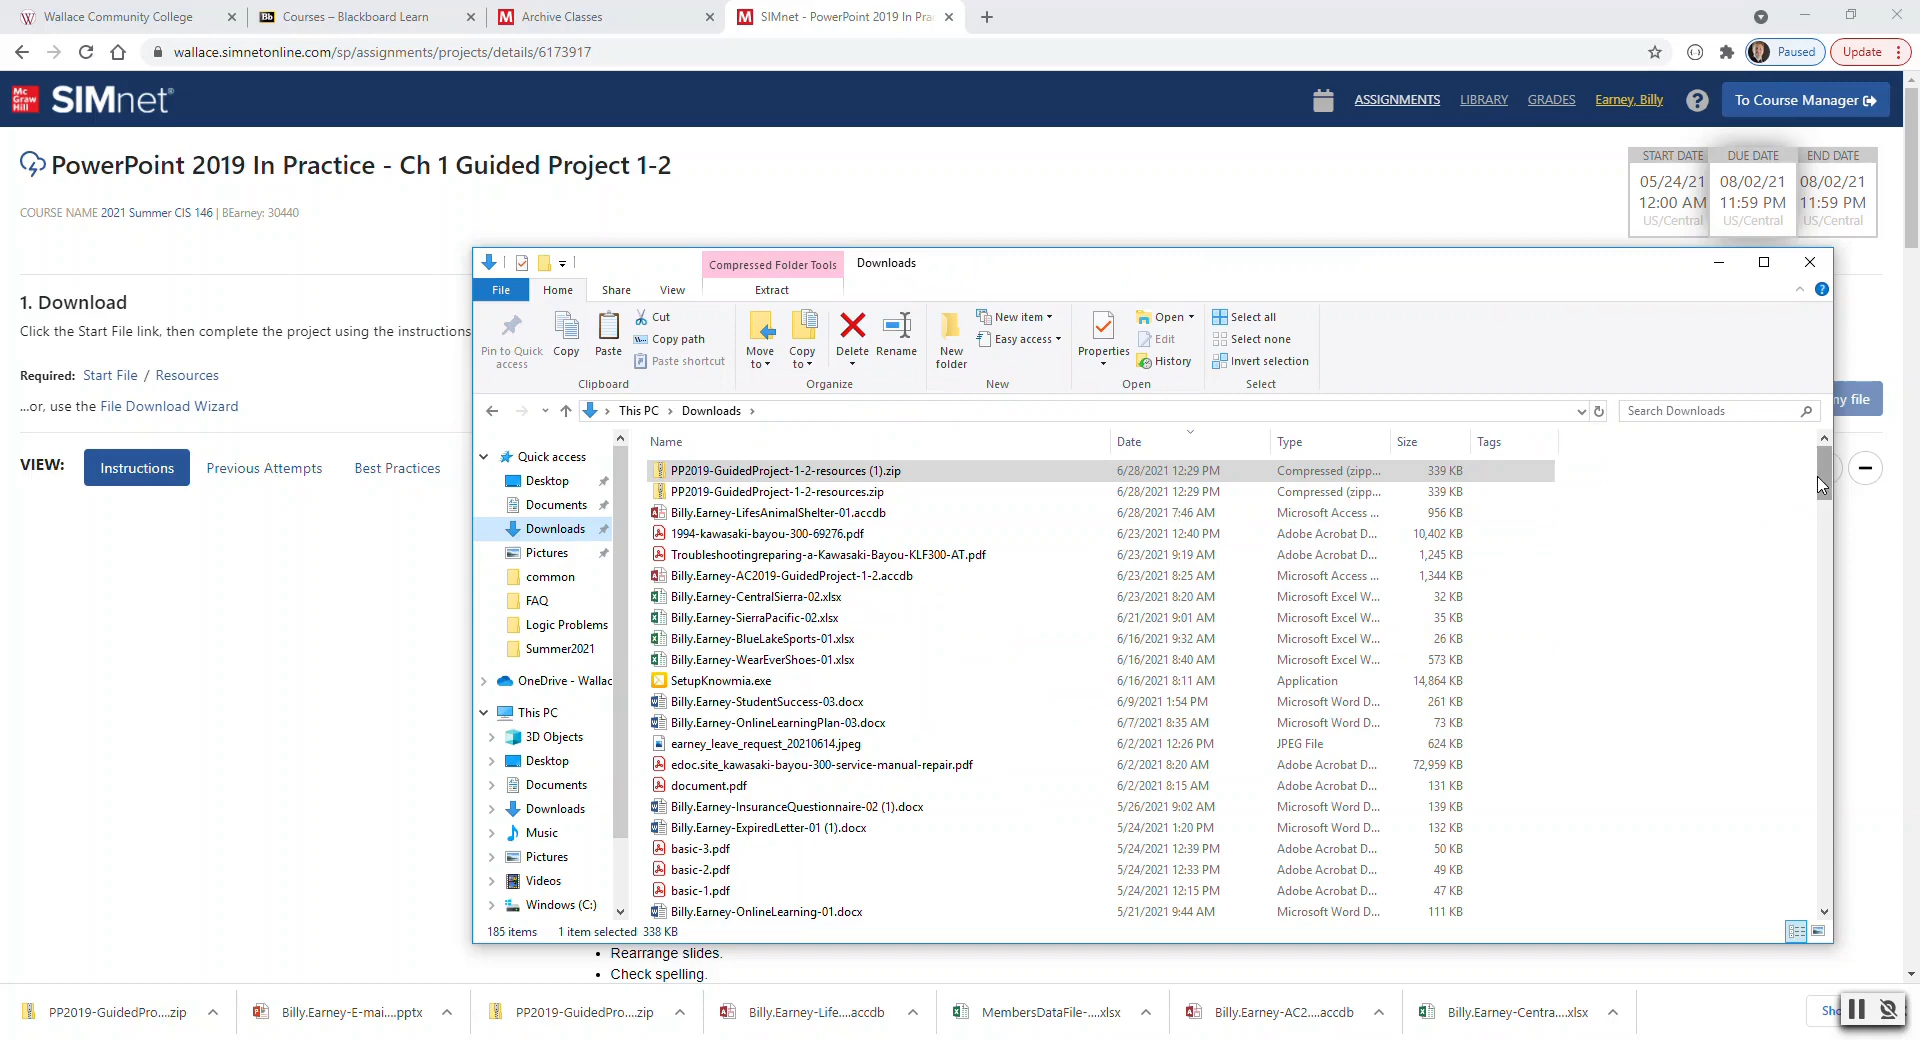 Wallace Community College
Courses – Blackboard Learn
Archive Classes
SIMnet - PowerPoint 2019 In Pra
wallace.simnetonline.com/sp/assignments/projects/details/6173917
Paused
Update
Mc Graw Hill
SIMnet
ASSIGNMENTS
LIBRARY
GRADES
Earney, Billy
?
To Course Manager
PowerPoint 2019 In Practice - Ch 1 Guided Project 1-2
COURSE NAME 2021 Summer CIS 146 | BEarney: 30440
START DATE DUE DATE END DATE
05/24/21 08/02/21 08/02/21
12:00 AM 11:59 PM 11:59 PM
US/Central US/Central US/Central
1. Download
Click the Start File link, then complete the project using the instructions
Required: Start File / Resources
...or, use the File Download Wizard
ny file
VIEW: Instructions Previous Attempts Best Practices
Compressed Folder Tools Downloads
File Home Share View Extract
Pin to Quick access
Copy
Paste
Cut
Copy path
Paste shortcut
Clipboard
Move to
Copy to
Delete
Rename
Organize
New folder
New item
Easy access
New
Properties
Open
Edit
History
Open
Select all
Select none
Invert selection
Select
This PC > Downloads >
Search Downloads
Quick access
Desktop
Documents
Downloads
Pictures
common
FAQ
Logic Problems
Summer2021
OneDrive - Wallac
This PC
3D Objects
Desktop
Documents
Downloads
Music
Pictures
Videos
Windows (C:)
Name Date Type Size Tags
PP2019-GuidedProject-1-2-resources (1).zip 6/28/2021 12:29 PM Compressed (zipp... 339 KB
PP2019-GuidedProject-1-2-resources.zip 6/28/2021 12:29 PM Compressed (zipp... 339 KB
Billy.Earney-LifesAnimalShelter-01.accdb 6/28/2021 7:46 AM Microsoft Access ... 956 KB
1994-kawasaki-bayou-300-69276.pdf 6/23/2021 12:40 PM Adobe Acrobat D... 10,402 KB
Troubleshootingreparing-a-Kawasaki-Bayou-KLF300-AT.pdf 6/23/2021 9:19 AM Adobe Acrobat D... 1,245 KB
Billy.Earney-AC2019-GuidedProject-1-2.accdb 6/23/2021 8:25 AM Microsoft Access ... 1,344 KB
Billy.Earney-CentralSierra-02.xlsx 6/23/2021 8:20 AM Microsoft Excel W... 32 KB
Billy.Earney-SierraPacific-02.xlsx 6/21/2021 9:01 AM Microsoft Excel W... 35 KB
Billy.Earney-BlueLakeSports-01.xlsx 6/16/2021 9:32 AM Microsoft Excel W... 26 KB
Billy.Earney-WearEverShoes-01.xlsx 6/16/2021 8:40 AM Microsoft Excel W... 573 KB
SetupKnowmia.exe 6/16/2021 8:11 AM Application 14,864 KB
Billy.Earney-StudentSuccess-03.docx 6/9/2021 1:54 PM Microsoft Word D... 261 KB
Billy.Earney-OnlineLearningPlan-03.docx 6/7/2021 8:35 AM Microsoft Word D... 73 KB
earney_leave_request_20210614.jpeg 6/2/2021 12:26 PM JPEG File 624 KB
edoc.site_kawasaki-bayou-300-service-manual-repair.pdf 6/2/2021 8:20 AM Adobe Acrobat D... 72,959 KB
document.pdf 6/2/2021 8:15 AM Adobe Acrobat D... 131 KB
Billy.Earney-InsuranceQuestionnaire-02 (1).docx 5/26/2021 9:02 AM Microsoft Word D... 139 KB
Billy.Earney-ExpiredLetter-01 (1).docx 5/24/2021 1:20 PM Microsoft Word D... 132 KB
basic-3.pdf 5/24/2021 12:39 PM Adobe Acrobat D... 50 KB
basic-2.pdf 5/24/2021 12:33 PM Adobe Acrobat D... 49 KB
basic-1.pdf 5/24/2021 12:15 PM Adobe Acrobat D... 47 KB
Billy.Earney-OnlineLearning-01.docx 5/21/2021 9:44 AM Microsoft Word D... 111 KB
185 items 1 item selected 338 KB
• Rearrange slides.
• Check spelling.
PP2019-GuidedPro....zip
Billy.Earney-E-mai....pptx
PP2019-GuidedPro....zip
Billy.Earney-Life....accdb
MembersDataFile-....xlsx
Billy.Earney-AC2....accdb
Billy.Earney-Centra....xlsx
Sho